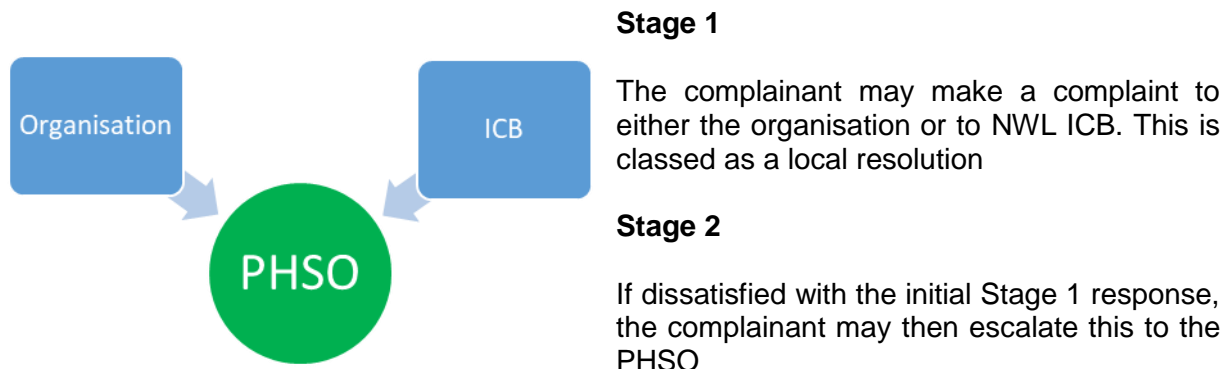 Organisation
ICB
PHSO
Stage 1
The complainant may make a complaint to
either the organisation or to NWL ICB. This is
classed as a local resolution
Stage 2
If dissatisfied with the initial Stage 1 response,
the complainant may then escalate this to the
PHSO